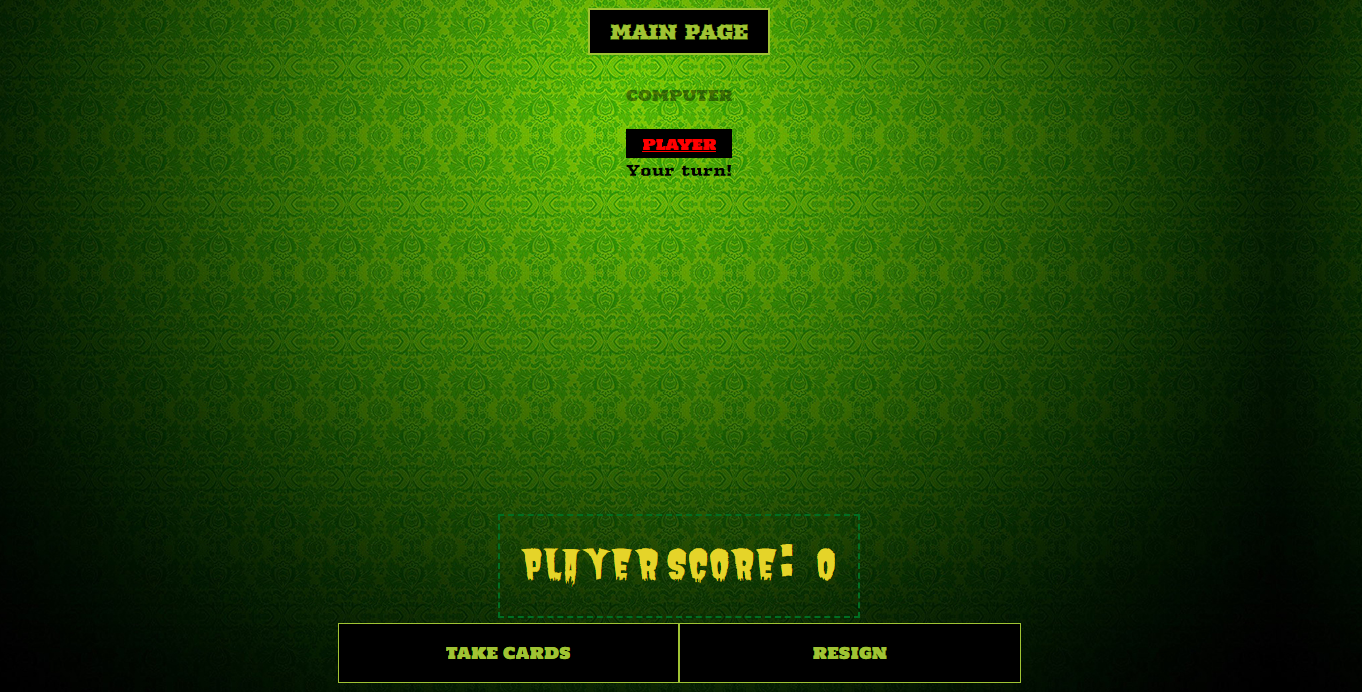 MAIN PAGE
COMPUTER
PLAYER
Your turn!
PLAYER SCORE: 0
TAKE CARDS
RESIGN